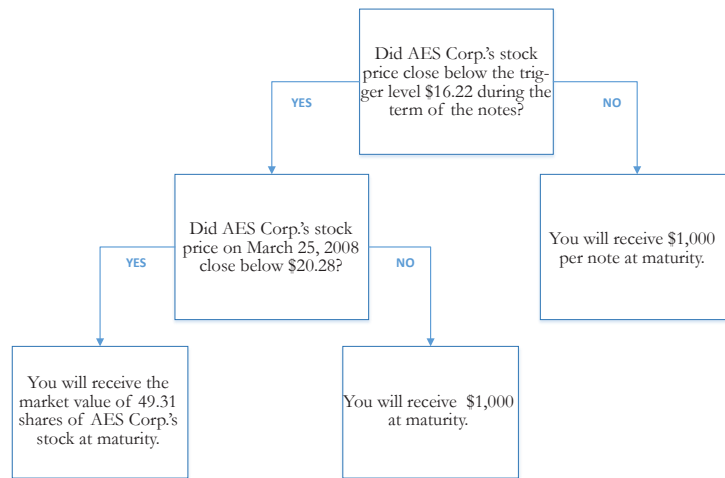 Did AES Corp.'s stock
price close below the trig-
ger level $16.22 during the
term of the notes?
YES
NO
Did AES Corp.'s stock
price on March 25, 2008
close below $20.28?
You will receive $1,000
per note at maturity.
YES
NO
You will receive the
market value of 49.31
shares of AES Corp.'s
stock at maturity.
You will receive $1,000
at maturity.